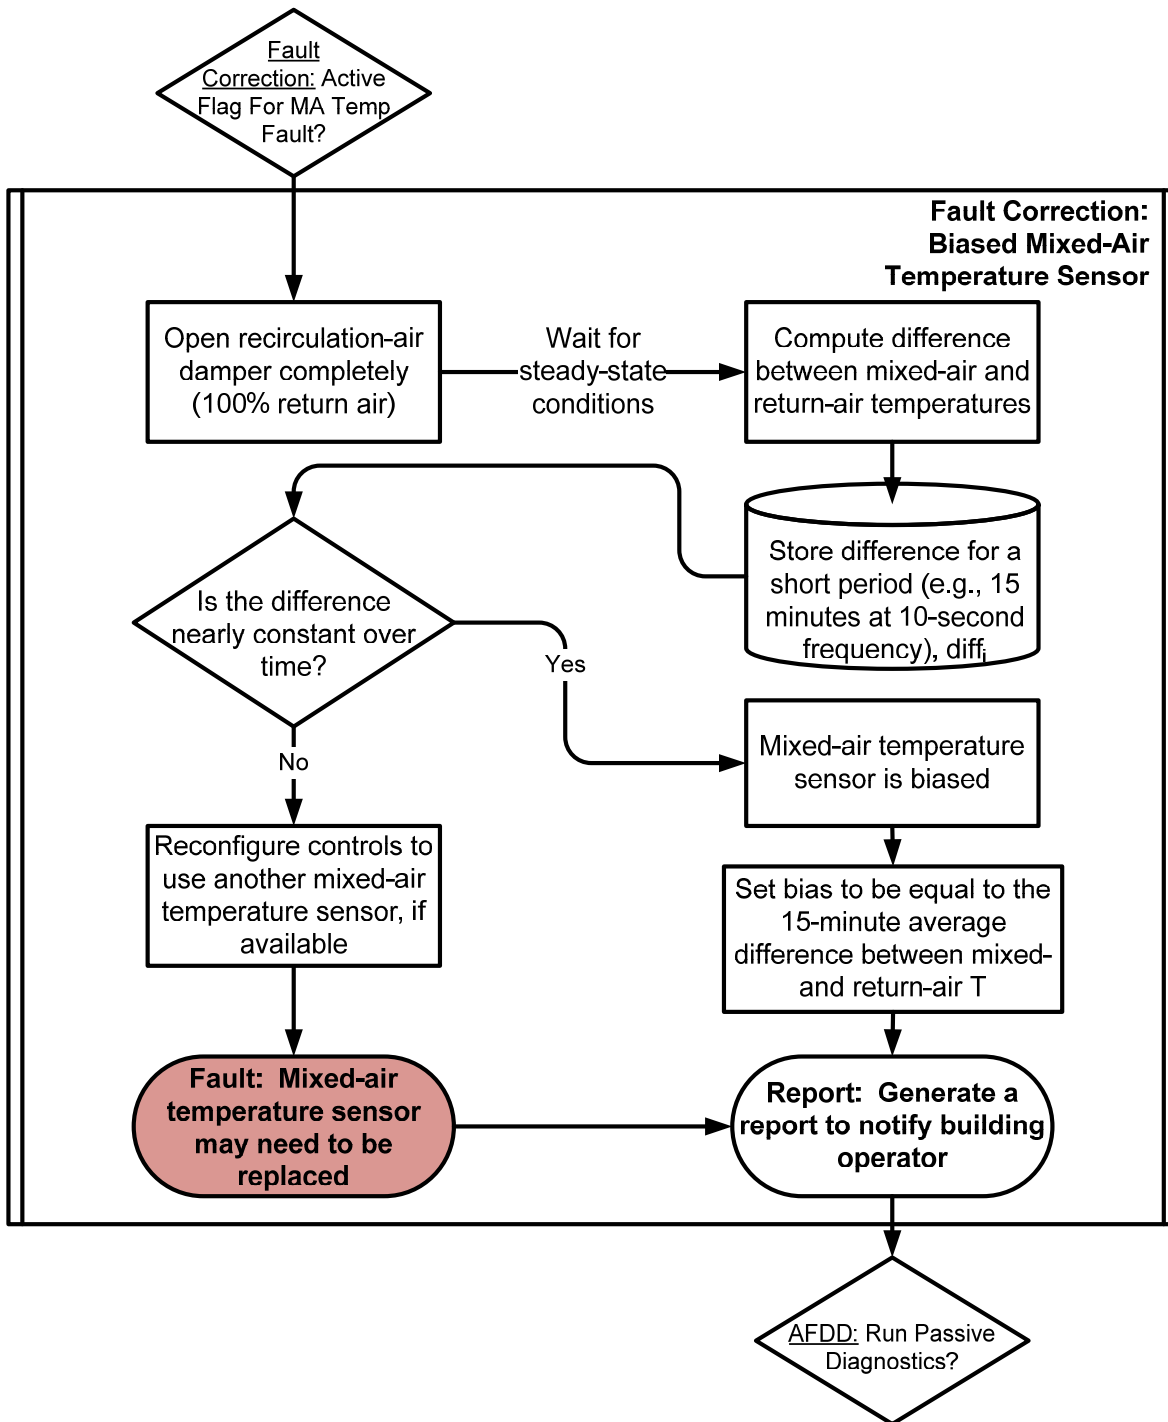 Fault
Correction: Active
Flag For MA Temp
Fault?
Fault Correction:
Biased Mixed-Air
Temperature Sensor
Open recirculation-air
damper completely
(100% return air)
Wait for
steady-state
conditions
Compute difference
between mixed-air and
return-air temperatures
Store difference for a
short period (e.g., 15
minutes at 10-second
frequency), diffi
Is the difference
nearly constant over
time?
Yes
No
Mixed-air temperature
sensor is biased
Reconfigure controls to
use another mixed-air
temperature sensor, if
available
Set bias to be equal to the
15-minute average
difference between mixed-
and return-air T
Fault: Mixed-air
temperature sensor
may need to be
replaced
Report: Generate a
report to notify building
operator
AFDD: Run Passive
Diagnostics?